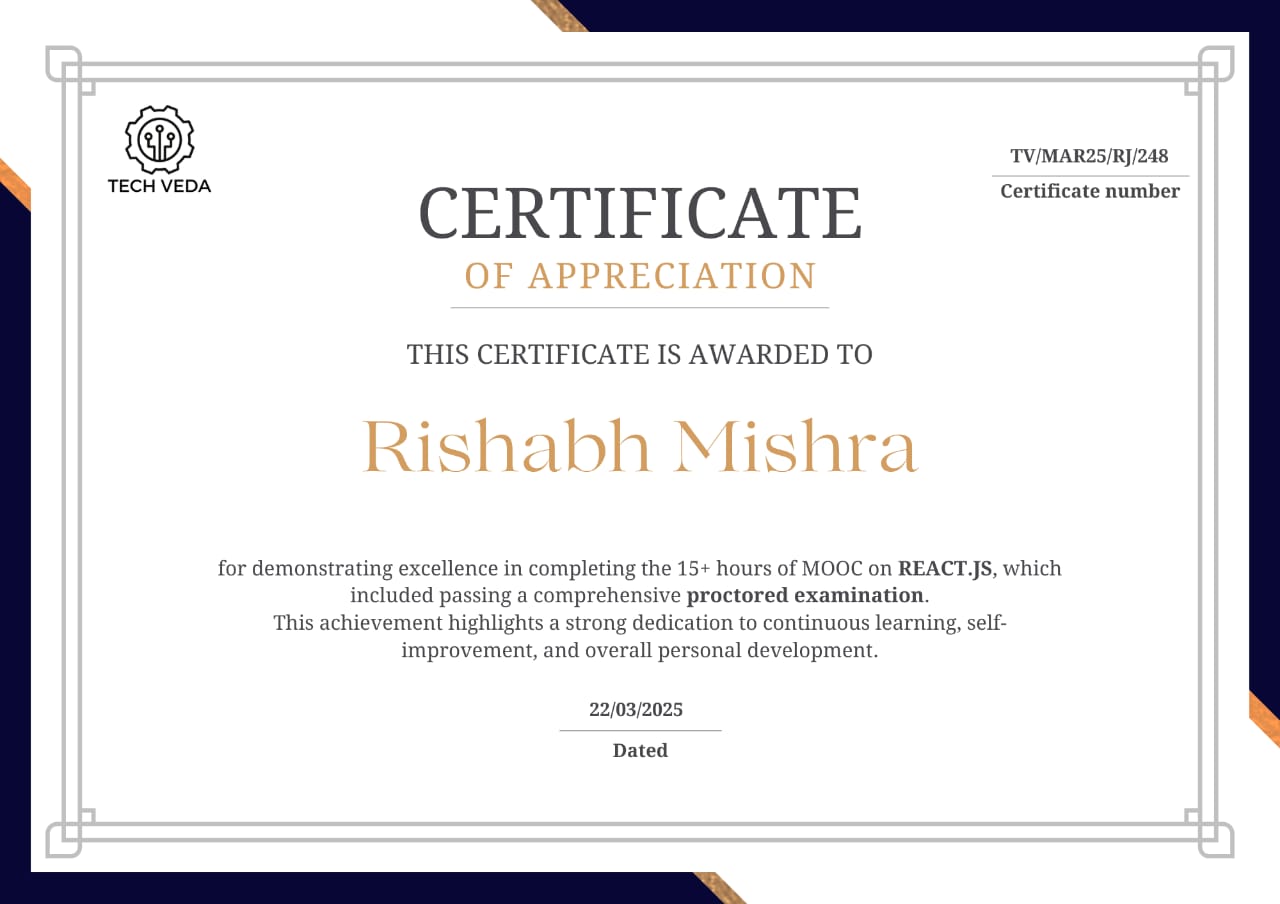 TECH VEDA
TV/MAR25/RJ/248
Certificate number
CERTIFICATE
OF APPRECIATION
THIS CERTIFICATE IS AWARDED TO
Rishabh Mishra
for demonstrating excellence in completing the 15+ hours of MOOC on REACT.JS, which
included passing a comprehensive proctored examination.
This achievement highlights a strong dedication to continuous learning, self-
improvement, and overall personal development.
22/03/2025
Dated